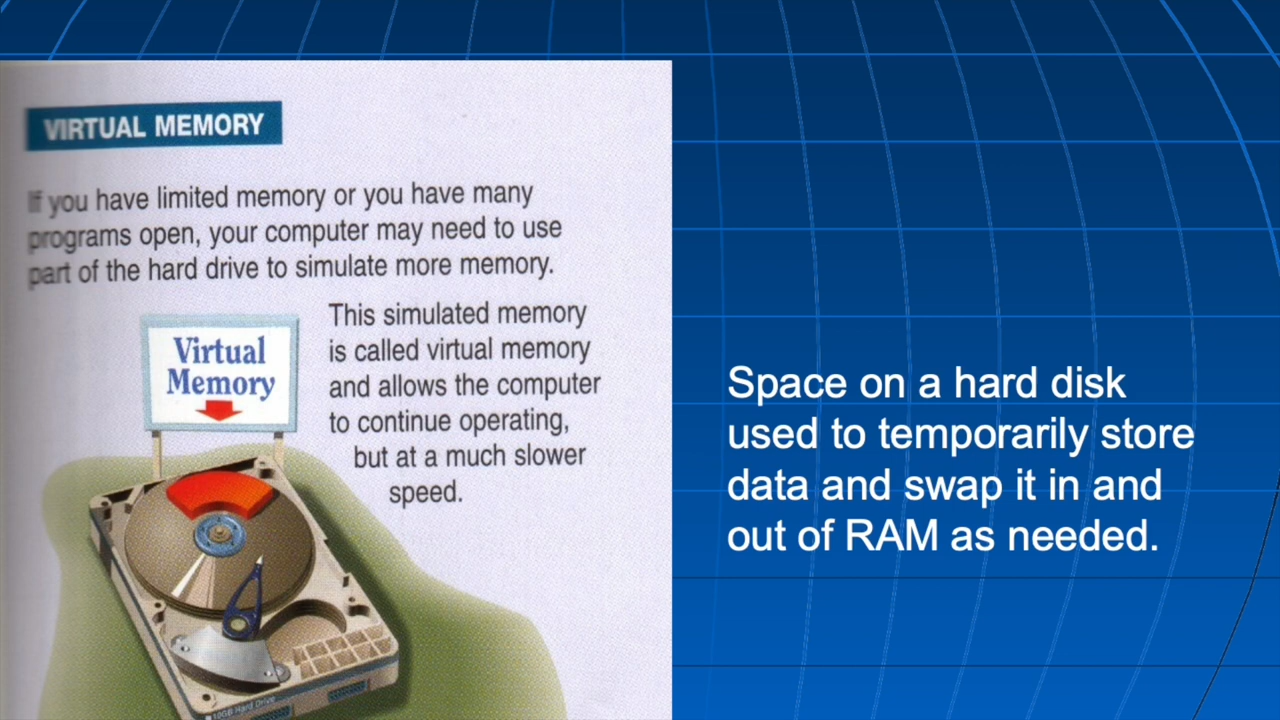 VIRTUAL MEMORY
If you have limited memory or you have many
programs open, your computer may need to use
part of the hard drive to simulate more memory.
Virtual
Memory
This simulated memory
is called virtual memory
and allows the computer
to continue operating,
but at a much slower
speed.
10GB Hard Drive
Space on a hard disk
used to temporarily store
data and swap it in and
out of RAM as needed.